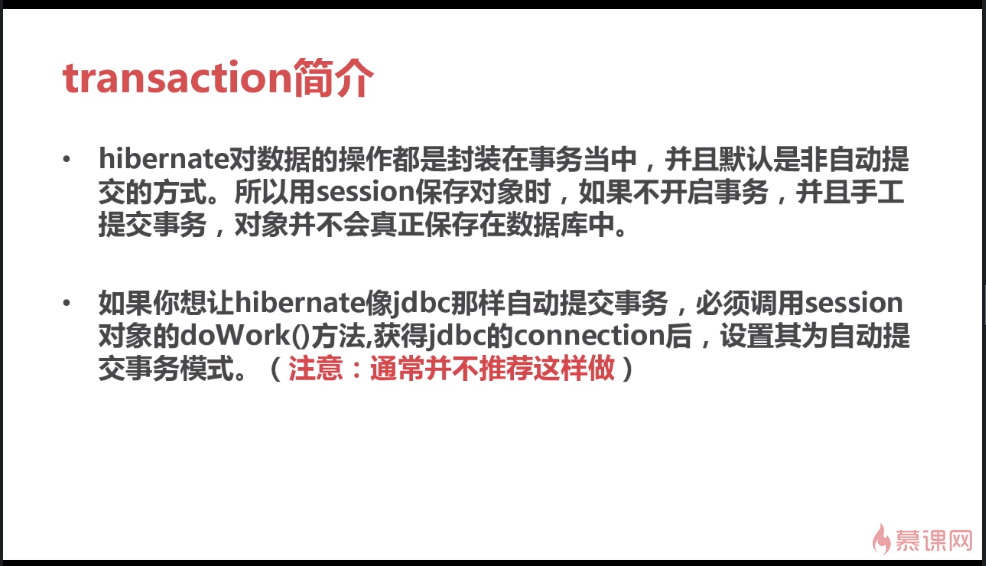 transaction简介
• hibernate对数据的操作都是封装在事务当中，并且默认是非自动提
交的方式。所以用session保存对象时，如果不开启事务，并且手工
提交事务，对象并不会真正保存在数据库中。
• 如果你想让hibernate像jdbc那样自动提交事务，必须调用session
对象的doWork()方法,获得jdbc的connection后，设置其为自动提
交事务模式。（注意：通常并不推荐这样做）
慕课网